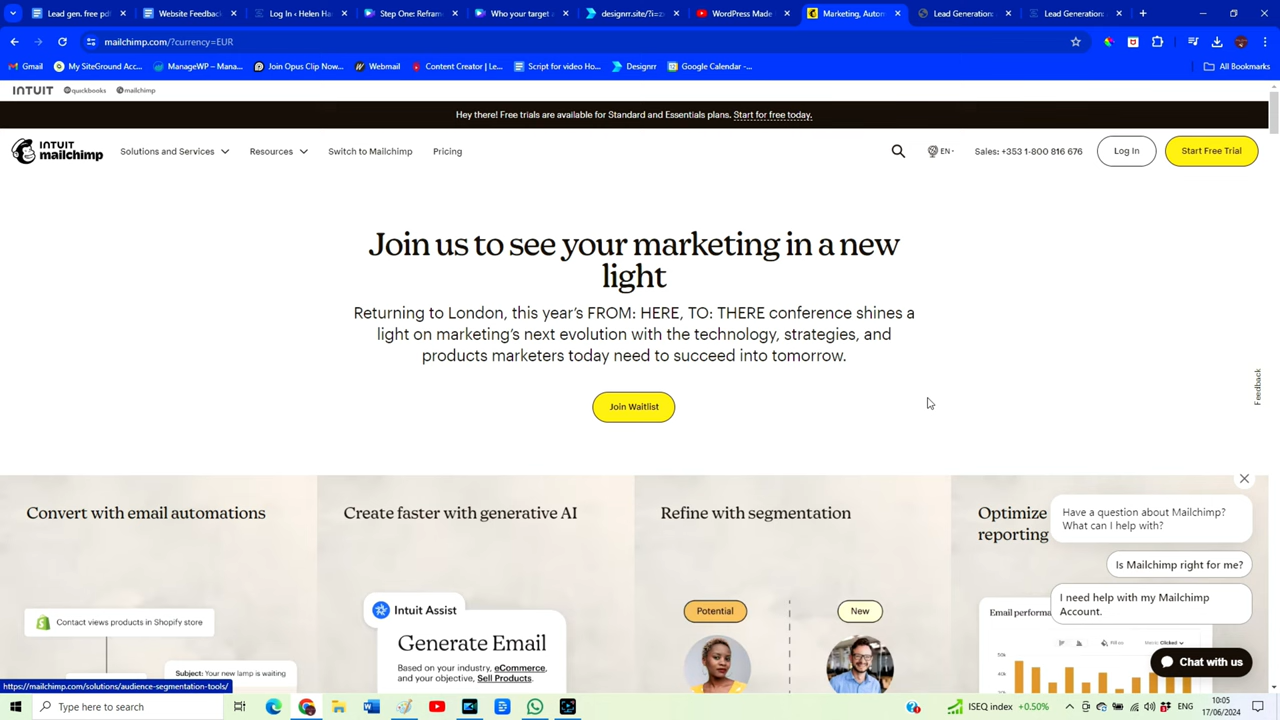 Lead gen. free pdf
Website Feedback
Log In ‹ Helen Har
Step One: Refram
Who your target a
designrr.site/?i=z
WordPress Made
Marketing, Autom
Lead Generation:
Lead Generation:
mailchimp.com/?currency=EUR
Gmail
My SiteGround Acc...
ManageWP – Mana...
Join Opus Clip Now...
Webmail
Content Creator | Le...
Script for video Ho...
Designrr
Google Calendar -...
All Bookmarks
INTUIT quickbooks mailchimp
Hey there! Free trials are available for Standard and Essentials plans. Start for free today.
INTUIT
mailchimp
Solutions and Services
Resources
Switch to Mailchimp
Pricing
EN
Sales: +353 1-800 816 676
Log In
Start Free Trial
Join us to see your marketing in a new
light
Returning to London, this year's FROM: HERE, TO: THERE conference shines a
light on marketing's next evolution with the technology, strategies, and
products marketers today need to succeed into tomorrow.
Join Waitlist
Feedback
Convert with email automations
Contact views products in Shopify store
Subject: Your new lamp is waiting
Create faster with generative AI
Intuit Assist
Generate Email
Based on your industry, eCommerce,
and your objective, Sell Products.
Refine with segmentation
Potential
New
Optimize
reporting
Email performa
Clicked
Have a question about Mailchimp?
What can I help with?
Is Mailchimp right for me?
I need help with my Mailchimp
Account.
Chat with us
https://mailchimp.com/solutions/audience-segmentation-tools/
Type here to search
ISEQ index +0.50%
ENG
10:05
17/06/2024